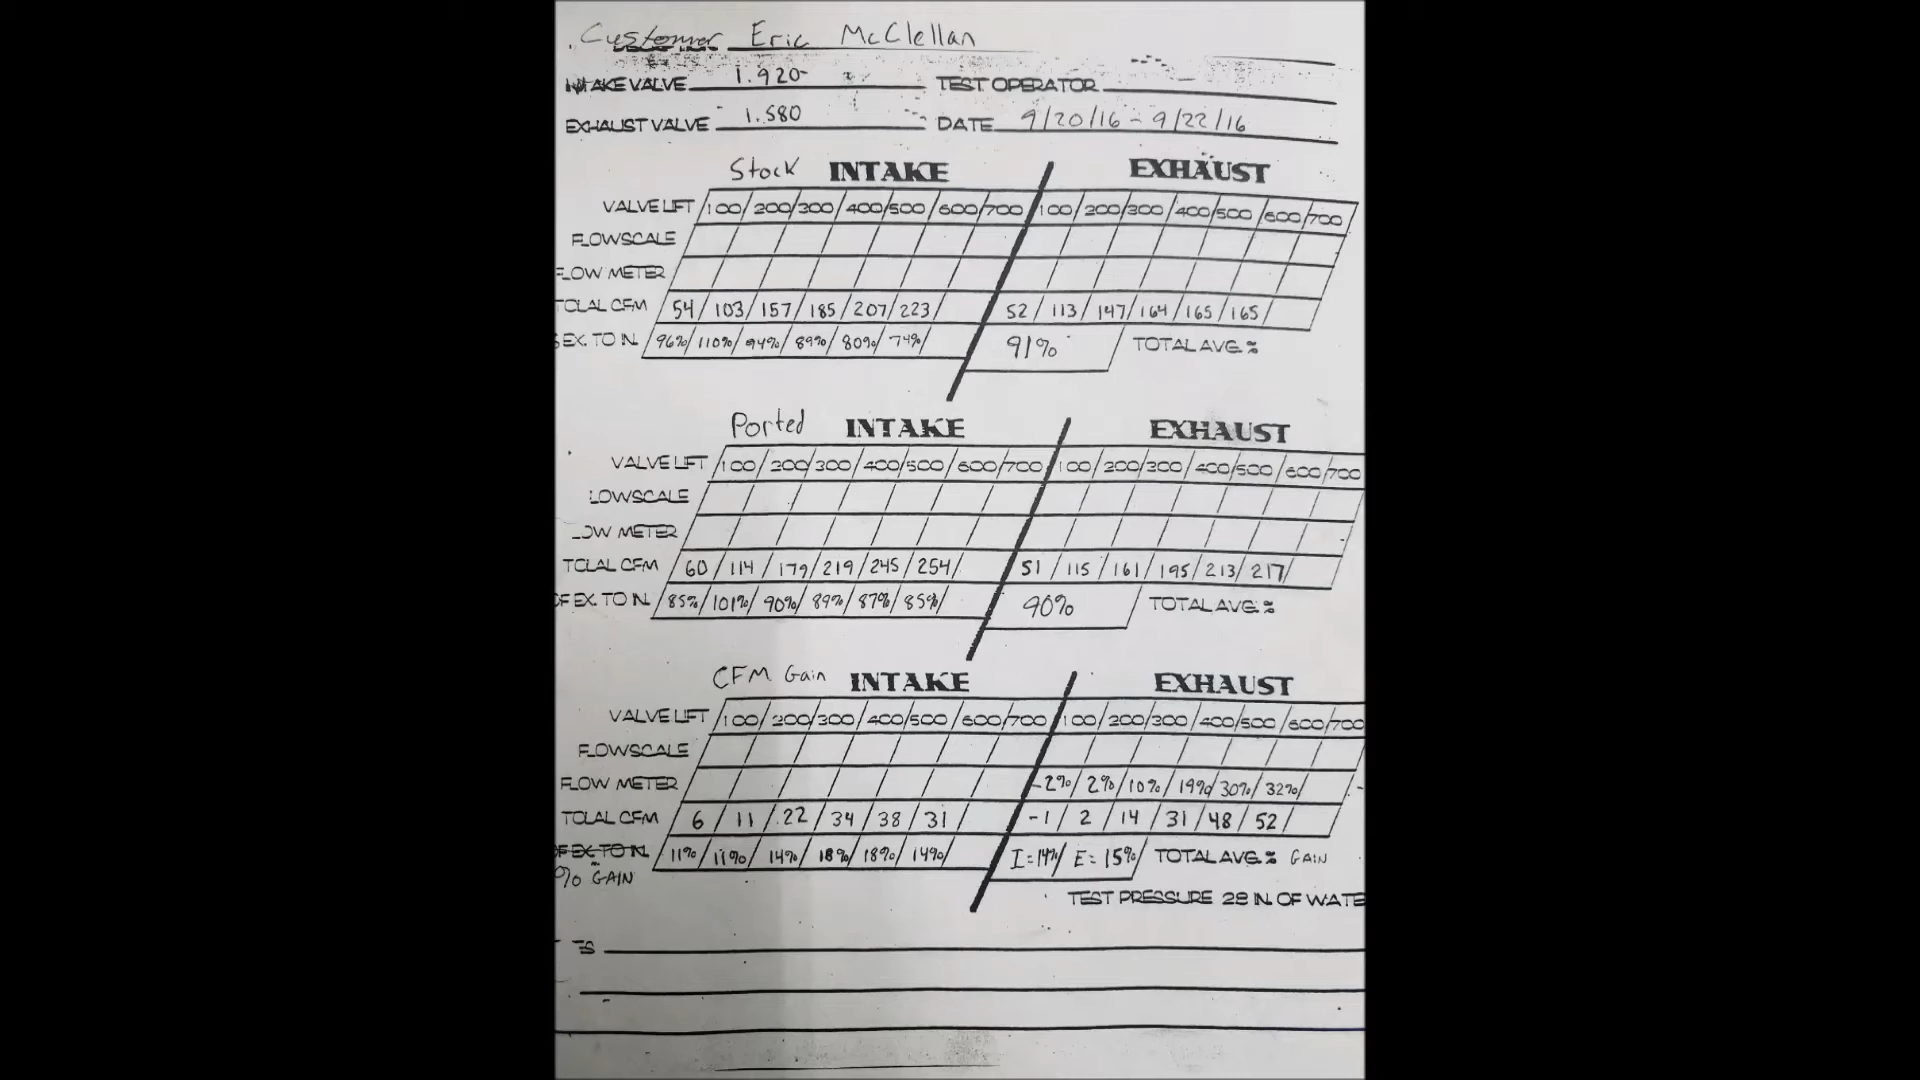 Customer Eric McClellan
INTAKE VALVE 1.920
TEST OPERATOR
EXHAUST VALVE 1.580
DATE 9/20/16 - 9/22/16
Stock INTAKE EXHAUST
VALVE LIFT 100 200 300 400 500 600 700 100 200 300 400 500 600 700
FLOWSCALE
FLOW METER
TOTAL CFM 54 103 157 185 207 223 52 113 147 164 165 165
EX. TO IN. 96% 110% 94% 89% 80% 74% 91% TOTAL AVG. %
Ported INTAKE EXHAUST
VALVE LIFT 100 200 300 400 500 600 700 100 200 300 400 500 600 700
LOWSCALE
LOW METER
TOTAL CFM 60 114 179 219 245 254 51 115 161 195 213 217
OF EX. TO IN. 85% 101% 90% 89% 87% 85% 90% TOTAL AVG. %
CFM Gain INTAKE EXHAUST
VALVE LIFT 100 200 300 400 500 600 700 100 200 300 400 500 600 700
FLOWSCALE
FLOW METER -2% 2% 10% 19% 30% 32%
TOTAL CFM 6 11 22 34 38 31 -1 2 14 31 48 52
OF EX. TO IN. 11% 11% 14% 18% 18% 14% I=14% E=15% TOTAL AVG. % GAIN
% GAIN
TEST PRESSURE 28 IN. OF WATE
ES